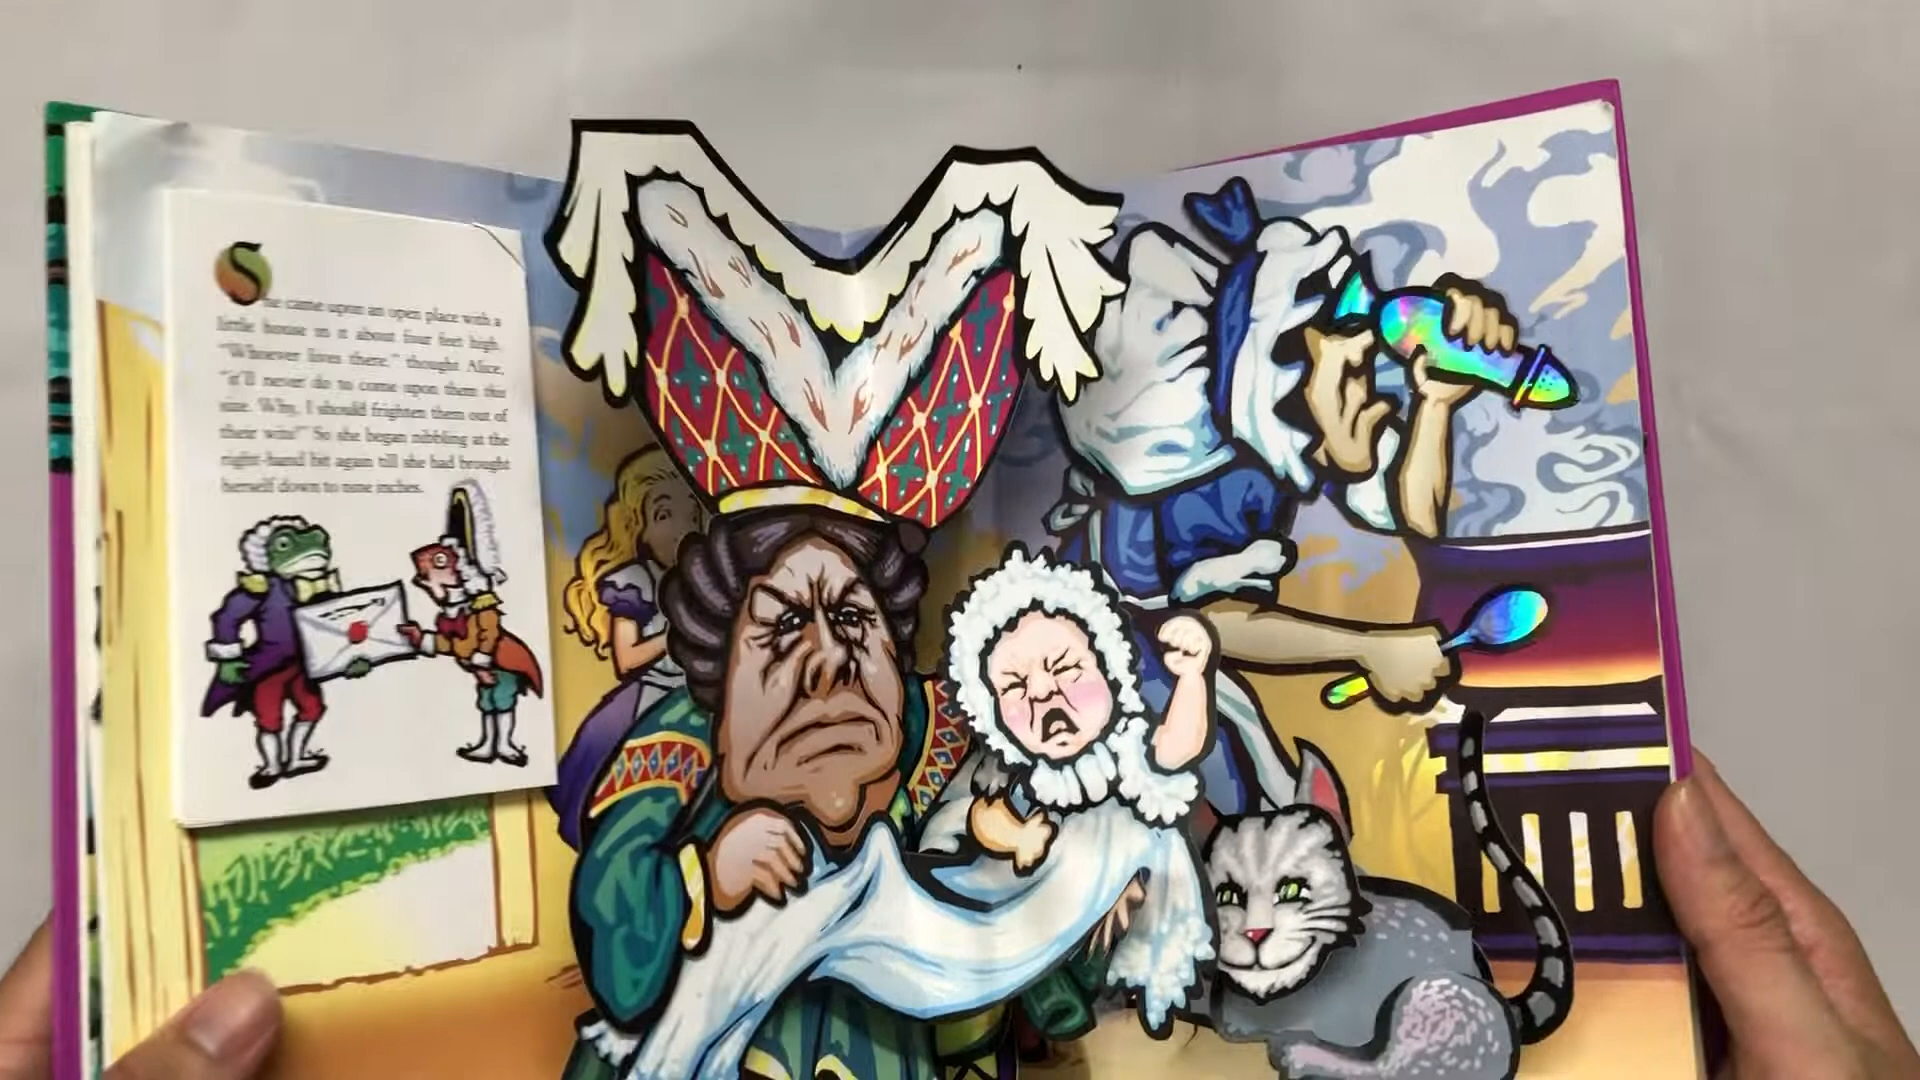 She came upon an open place with a
little house in it about four feet high.
"Whoever lives there," thought Alice,
"it'll never do to come upon them this
size. Why, I should frighten them out of
their wits!" So she began nibbling at the
right-hand bit again till she had brought
herself down to nine inches.